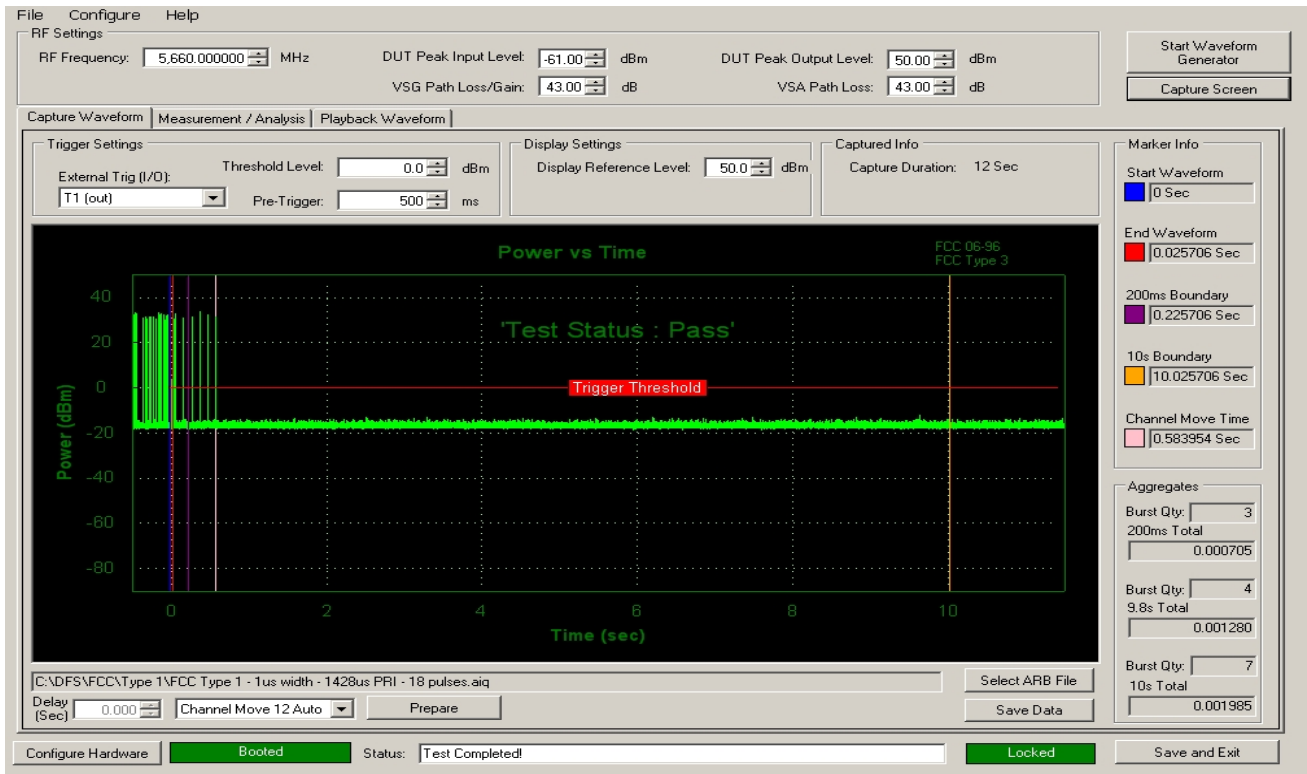 File Configure Help
RF Settings
RF Frequency: 5,660.000000 MHz
DUT Peak Input Level: -61.00 dBm
DUT Peak Output Level: 50.00 dBm
VSG Path Loss/Gain: 43.00 dB
VSA Path Loss: 43.00 dB
Start Waveform
Generator
Capture Screen
Capture Waveform Measurement / Analysis Playback Waveform
Trigger Settings
External Trig (I/O):
T1 (out)
Threshold Level: 0.0 dBm
Pre-Trigger: 500 ms
Display Settings
Display Reference Level: 50.0 dBm
Captured Info
Capture Duration: 12 Sec
Power vs Time
FCC 06-96
FCC Type 3
'Test Status : Pass'
Trigger Threshold
Power (dBm)
40
20
0
-20
-40
-60
-80
0 2 4 6 8 10
Time (sec)
Marker Info
Start Waveform
0 Sec
End Waveform
0.025706 Sec
200ms Boundary
0.225706 Sec
10s Boundary
10.025706 Sec
Channel Move Time
0.583954 Sec
Aggregates
Burst Qty: 3
200ms Total
0.000705
Burst Qty: 4
9.8s Total
0.001280
Burst Qty: 7
10s Total
0.001985
C:\DFS\FCC\Type 1\FCC Type 1 - 1us width - 1428us PRI - 18 pulses.aiq
Select ARB File
Delay
(Sec) 0.000
Channel Move 12 Auto
Prepare
Save Data
Configure Hardware
Booted
Status: Test Completed!
Locked
Save and Exit